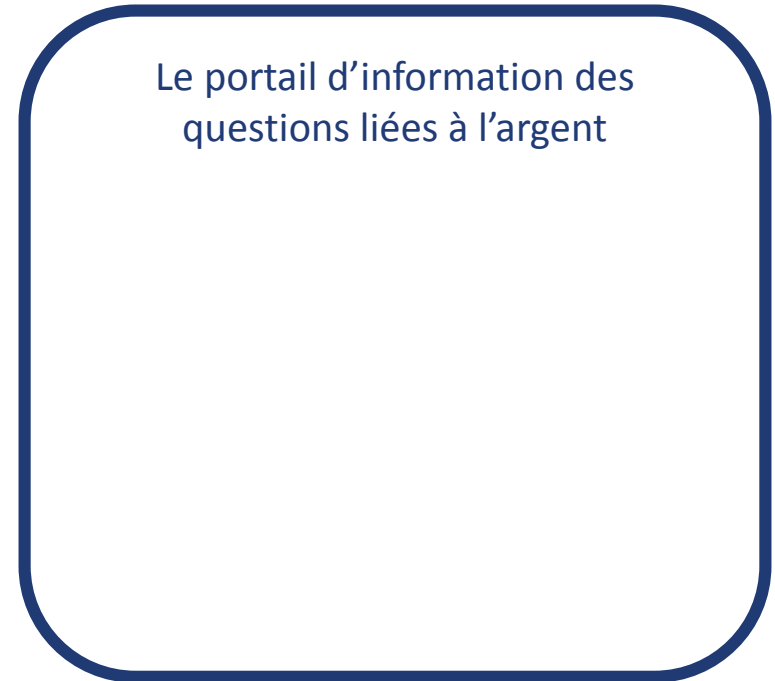 Le portail d’information des
questions liées à l’argent